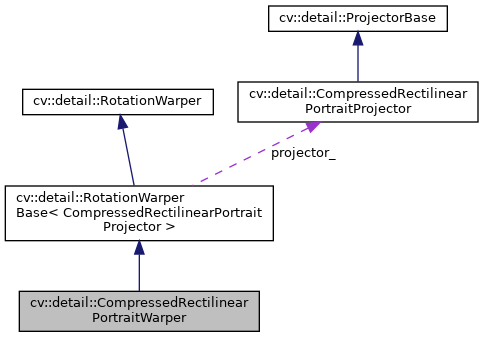 cv::detail::ProjectorBase
cv::detail::RotationWarper
cv::detail::CompressedRectilinear
PortraitProjector
projector_
cv::detail::RotationWarper
Base< CompressedRectilinearPortrait
Projector >
cv::detail::CompressedRectilinear
PortraitWarper